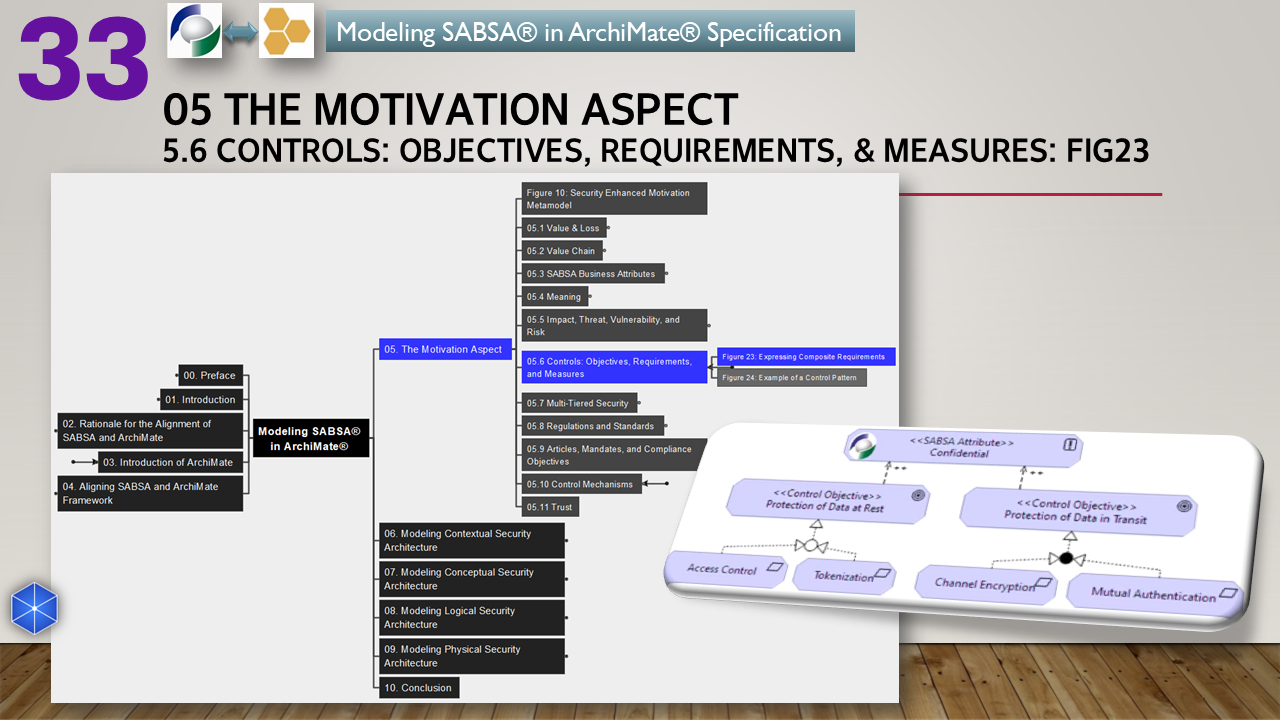 33
Modeling SABSA® in ArchiMate® Specification
05 THE MOTIVATION ASPECT
5.6 CONTROLS: OBJECTIVES, REQUIREMENTS, & MEASURES: FIG23
Figure 10: Security Enhanced Motivation
Metamodel
05.1 Value & Loss
05.2 Value Chain
05.3 SABSA Business Attributes
05.4 Meaning
05.5 Impact, Threat, Vulnerability, and
Risk
05. The Motivation Aspect
05.6 Controls: Objectives, Requirements,
and Measures
Figure 23: Expressing Composite Requirements
Figure 24: Example of a Control Pattern
05.7 Multi-Tiered Security
05.8 Regulations and Standards
05.9 Articles, Mandates, and Compliance
Objectives
05.10 Control Mechanisms
05.11 Trust
00. Preface
01. Introduction
02. Rationale for the Alignment of
SABSA and ArchiMate
03. Introduction of ArchiMate
04. Aligning SABSA and ArchiMate
Framework
Modeling SABSA®
in ArchiMate®
06. Modeling Contextual Security
Architecture
07. Modeling Conceptual Security
Architecture
08. Modeling Logical Security
Architecture
09. Modeling Physical Security
Architecture
10. Conclusion
<<SABSA Attribute>>
Confidential
++
++
<<Control Objective>>
Protection of Data at Rest
<<Control Objective>>
Protection of Data in Transit
Access Control
Tokenization
Channel Encryption
Mutual Authentication